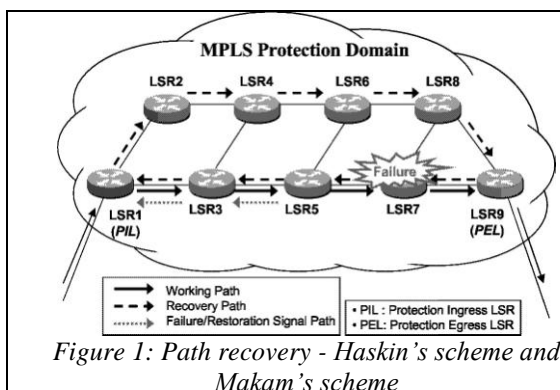 MPLS Protection Domain
LSR2 LSR4 LSR6 LSR8
Failure
LSR1 LSR3 LSR5 LSR7 LSR9
(PIL) (PEL)
Working Path
Recovery Path
Failure/Restoration Signal Path
• PIL : Protection Ingress LSR
• PEL: Protection Egress LSR
Figure 1: Path recovery - Haskin's scheme and
Makam's scheme